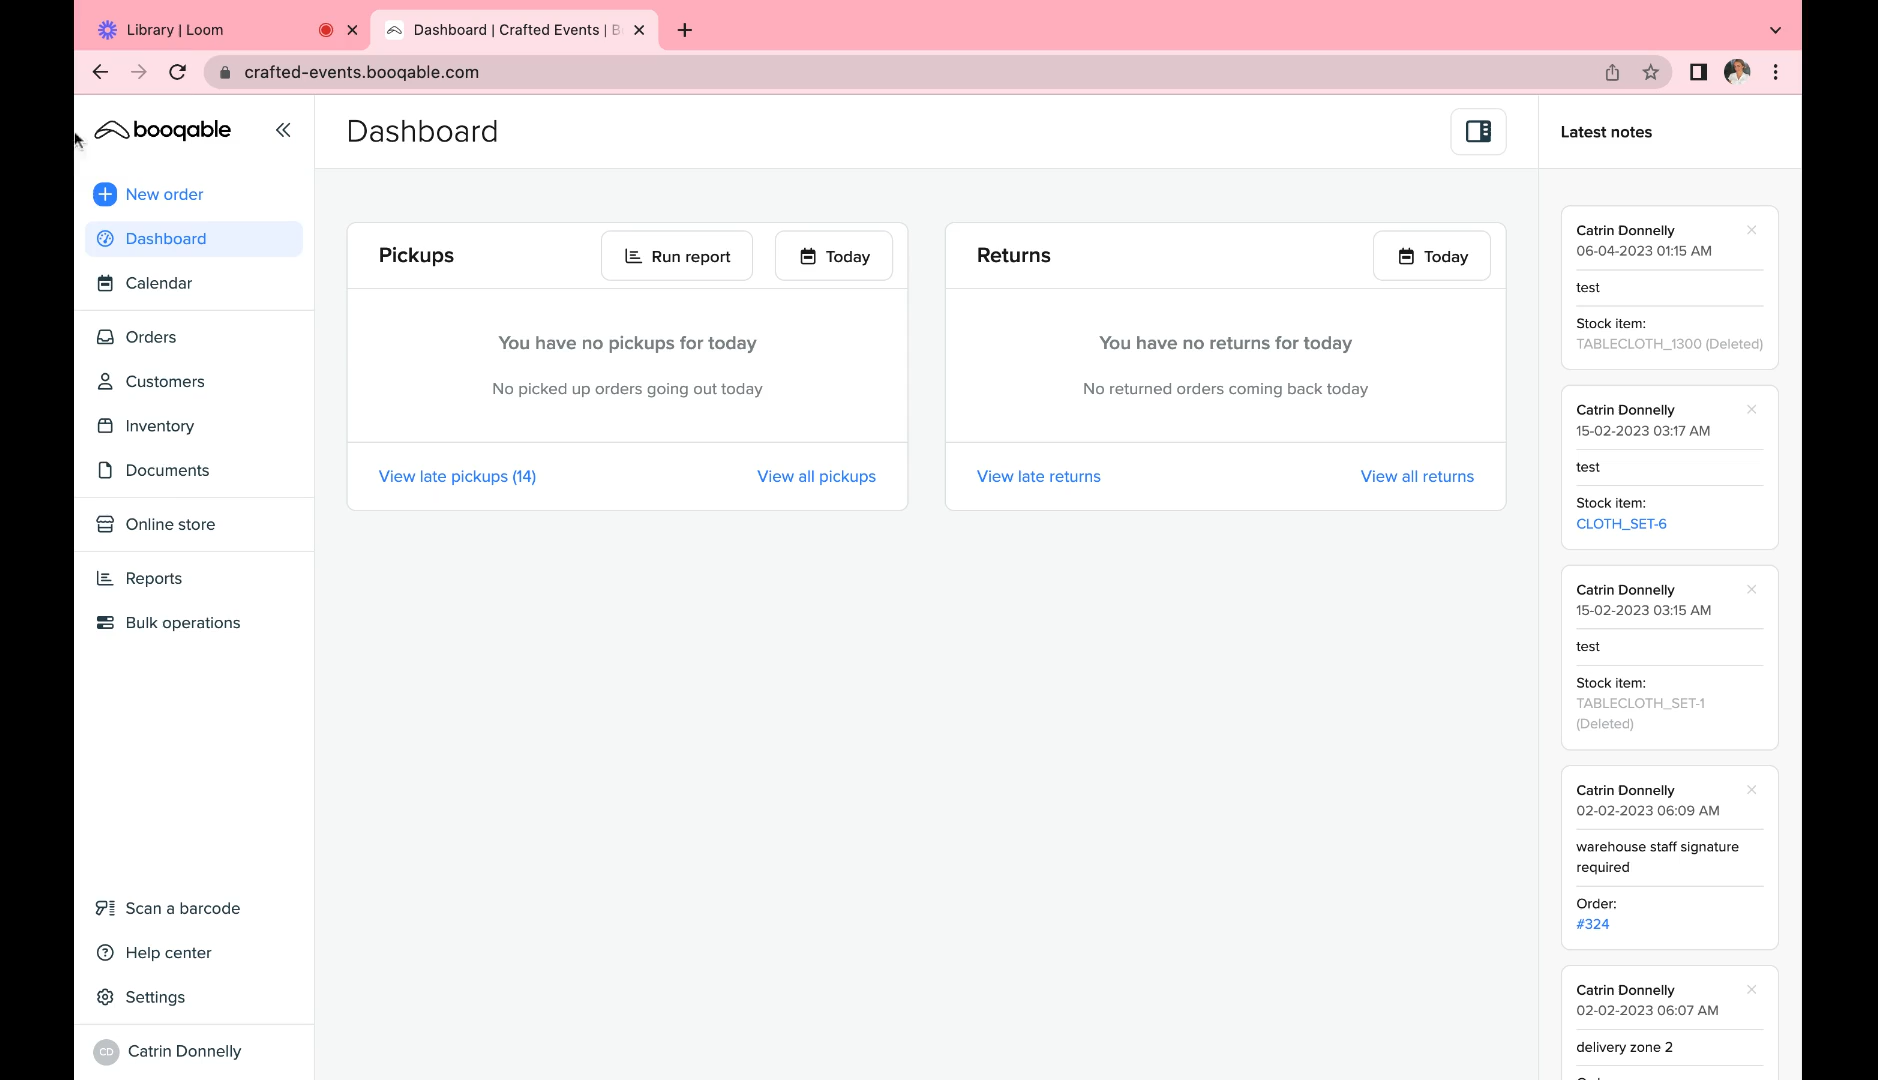 Library | Loom
Dashboard | Crafted Events | B
crafted-events.booqable.com
booqable
New order
Dashboard
Calendar
Orders
Customers
Inventory
Documents
Online store
Reports
Bulk operations
Scan a barcode
Help center
Settings
CD
Catrin Donnelly
Dashboard
Pickups
Run report
Today
You have no pickups for today
No picked up orders going out today
View late pickups (14)
View all pickups
Returns
Today
You have no returns for today
No returned orders coming back today
View late returns
View all returns
Latest notes
Catrin Donnelly
06-04-2023 01:15 AM
test
Stock item:
TABLECLOTH_1300 (Deleted)
Catrin Donnelly
15-02-2023 03:17 AM
test
Stock item:
CLOTH_SET-6
Catrin Donnelly
15-02-2023 03:15 AM
test
Stock item:
TABLECLOTH_SET-1
(Deleted)
Catrin Donnelly
02-02-2023 06:09 AM
warehouse staff signature
required
Order:
#324
Catrin Donnelly
02-02-2023 06:07 AM
delivery zone 2